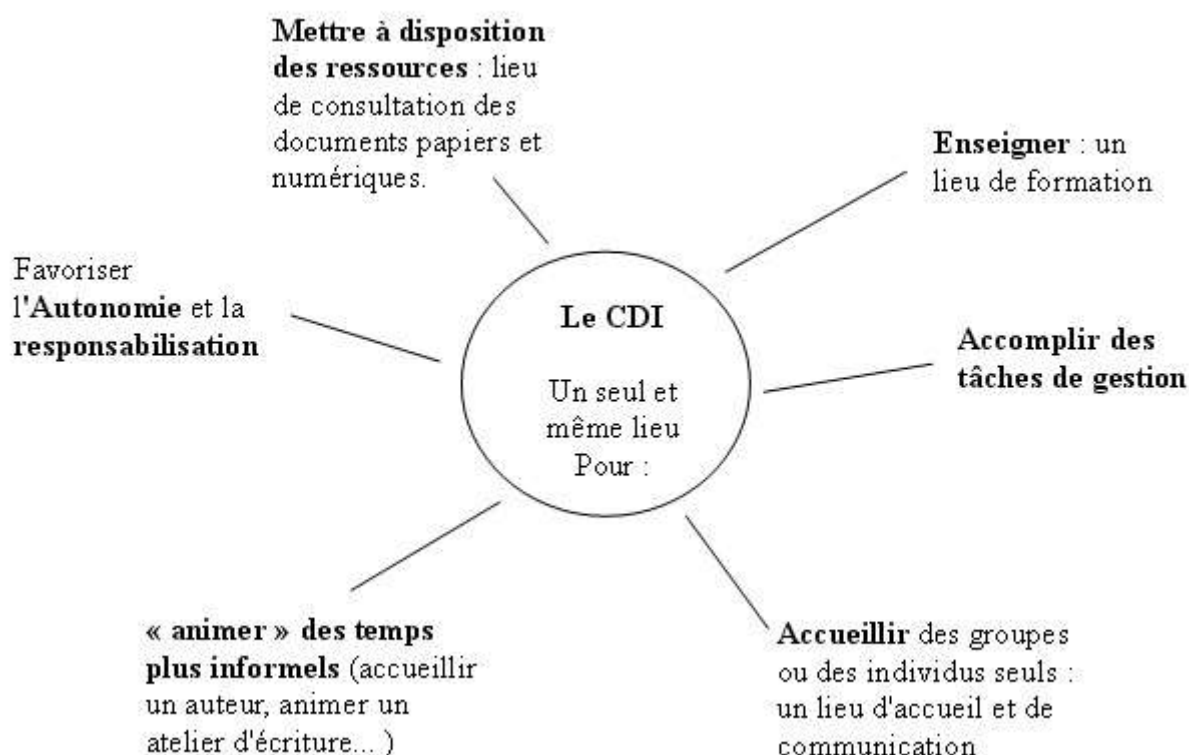 Mettre à disposition
des ressources : lieu
de consultation des
documents papiers et
numériques.
Enseigner : un
lieu de formation
Favoriser
l'Autonomie et la
responsabilisation
Le CDI
Un seul et
même lieu
Pour :
Accomplir des
tâches de gestion
« animer » des temps
plus informels (accueillir
un auteur, animer un
atelier d'écriture... )
Accueillir des groupes
ou des individus seuls :
un lieu d'accueil et de
communication